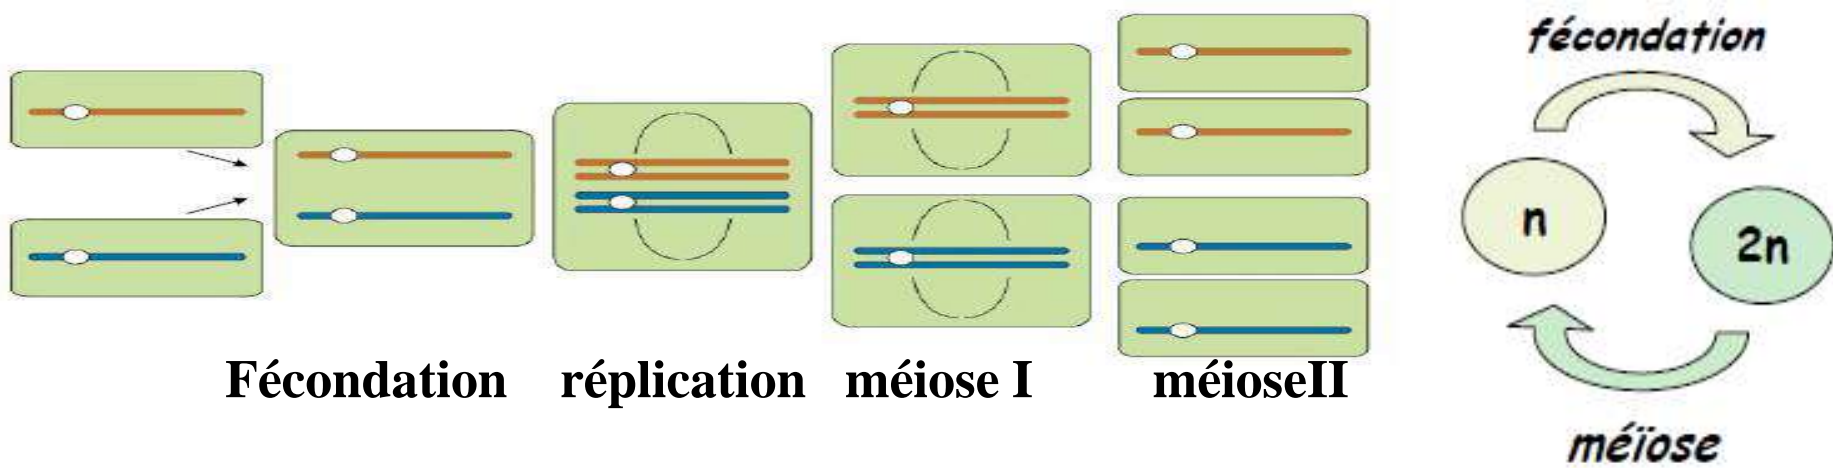 Fécondation réplication méiose I méioseII
fécondation
n
2n
méïose